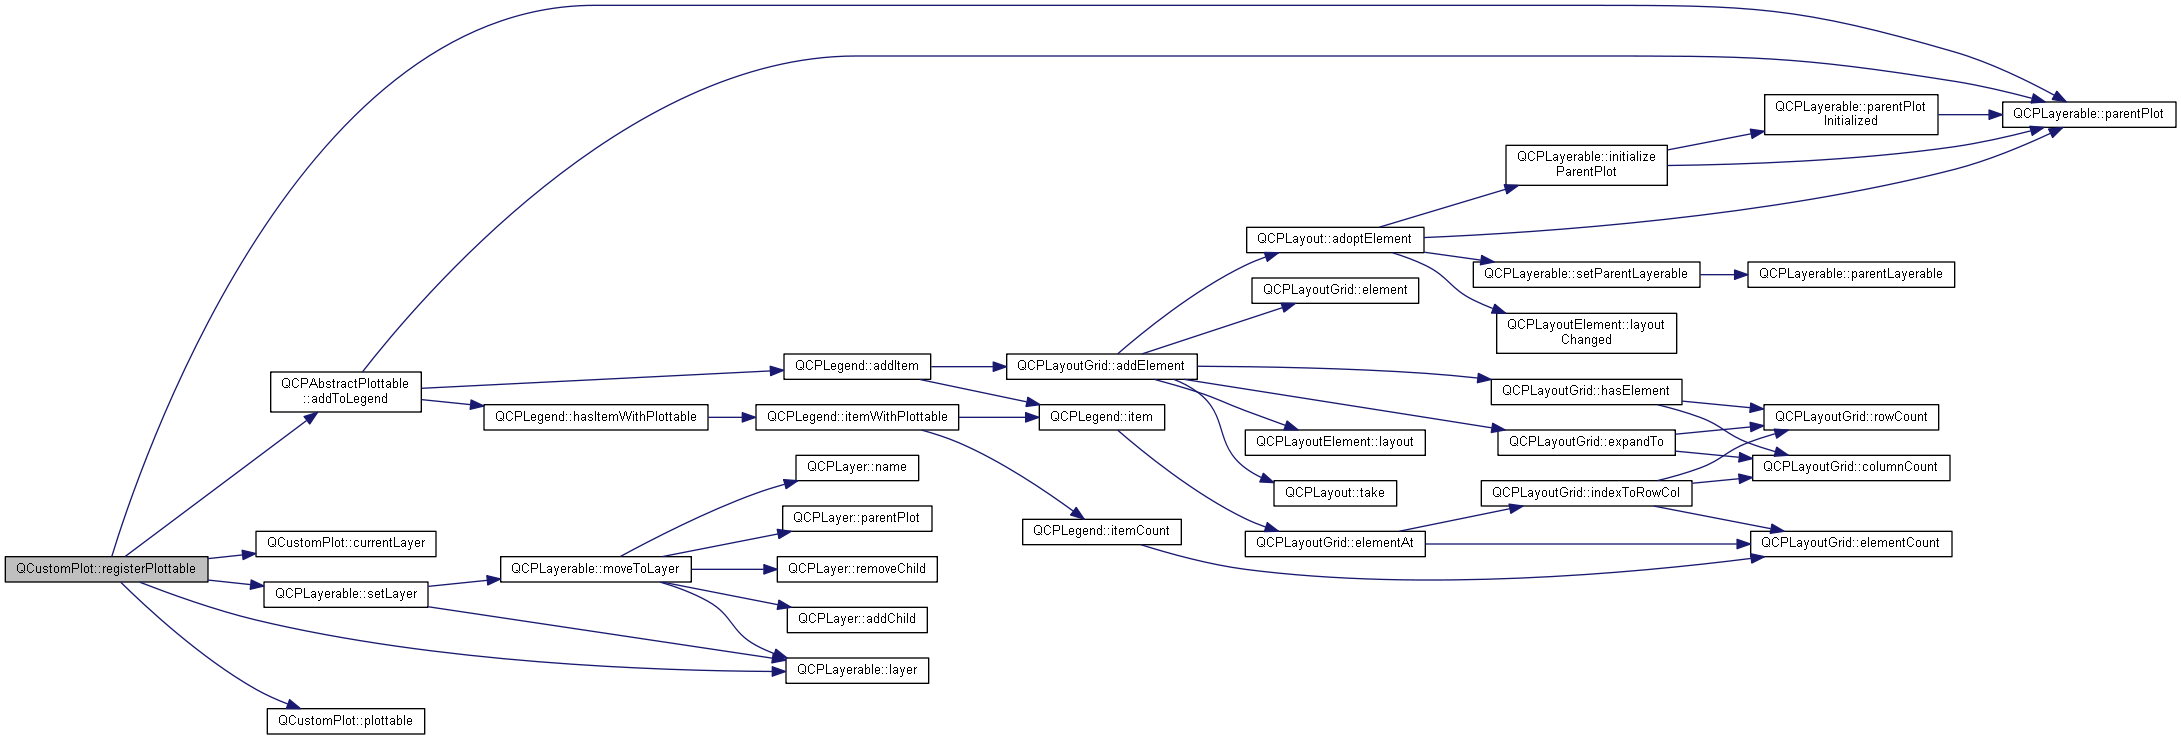 QCPLayerable::parentPlot
Initialized
QCPLayerable::parentPlot
QCPLayerable::initialize
ParentPlot
QCPLayout::adoptElement
QCPLayerable::setParentLayerable
QCPLayerable::parentLayerable
QCPLayoutGrid::element
QCPLayoutElement::layout
Changed
QCPLegend::addItem
QCPLayoutGrid::addElement
QCPAbstractPlottable
::addToLegend
QCPLayoutGrid::hasElement
QCPLegend::hasItemWithPlottable
QCPLegend::itemWithPlottable
QCPLegend::item
QCPLayoutGrid::rowCount
QCPLayoutElement::layout
QCPLayoutGrid::expandTo
QCPLayer::name
QCPLayoutGrid::columnCount
QCPLayout::take
QCPLayoutGrid::indexToRowCol
QCPLayer::parentPlot
QCPLegend::itemCount
QCustomPlot::currentLayer
QCPLayoutGrid::elementAt
QCPLayoutGrid::elementCount
QCustomPlot::registerPlottable
QCPLayerable::moveToLayer
QCPLayer::removeChild
QCPLayerable::setLayer
QCPLayer::addChild
QCPLayerable::layer
QCustomPlot::plottable